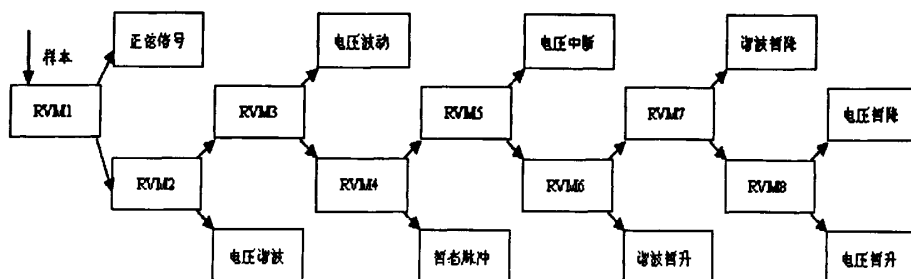 样本
正弦信号
电压波动
电压中断
谐波暂降
RVM1
RVM3
RVM5
RVM7
电压暂降
RVM2
RVM4
RVM6
RVM8
电压谐波
暂态脉冲
谐波暂升
电压暂升